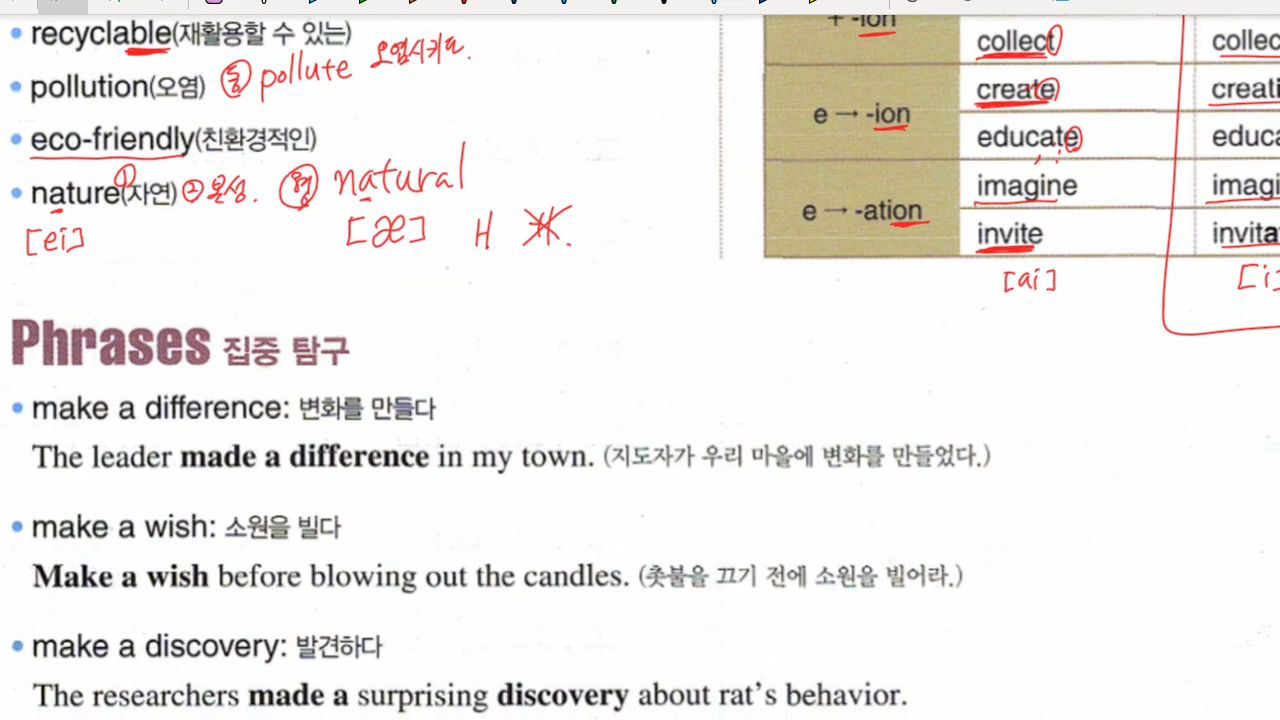 • recyclable(재활용할 수 있는)
• pollution(오염) 동 pollute 오염시키다.
• eco-friendly(친환경적인)
• nature(자연) ① ② 본성. 형 natural
[ei] [æ] ㅐ
+ -ion
collect collec
e → -ion
create creati
educate educa
e → -ation
imagine imagi
invite invita
[ai] [i]
Phrases 집중 탐구
• make a difference: 변화를 만들다
The leader made a difference in my town. (지도자가 우리 마을에 변화를 만들었다.)
• make a wish: 소원을 빌다
Make a wish before blowing out the candles. (촛불을 끄기 전에 소원을 빌어라.)
• make a discovery: 발견하다
The researchers made a surprising discovery about rat's behavior.